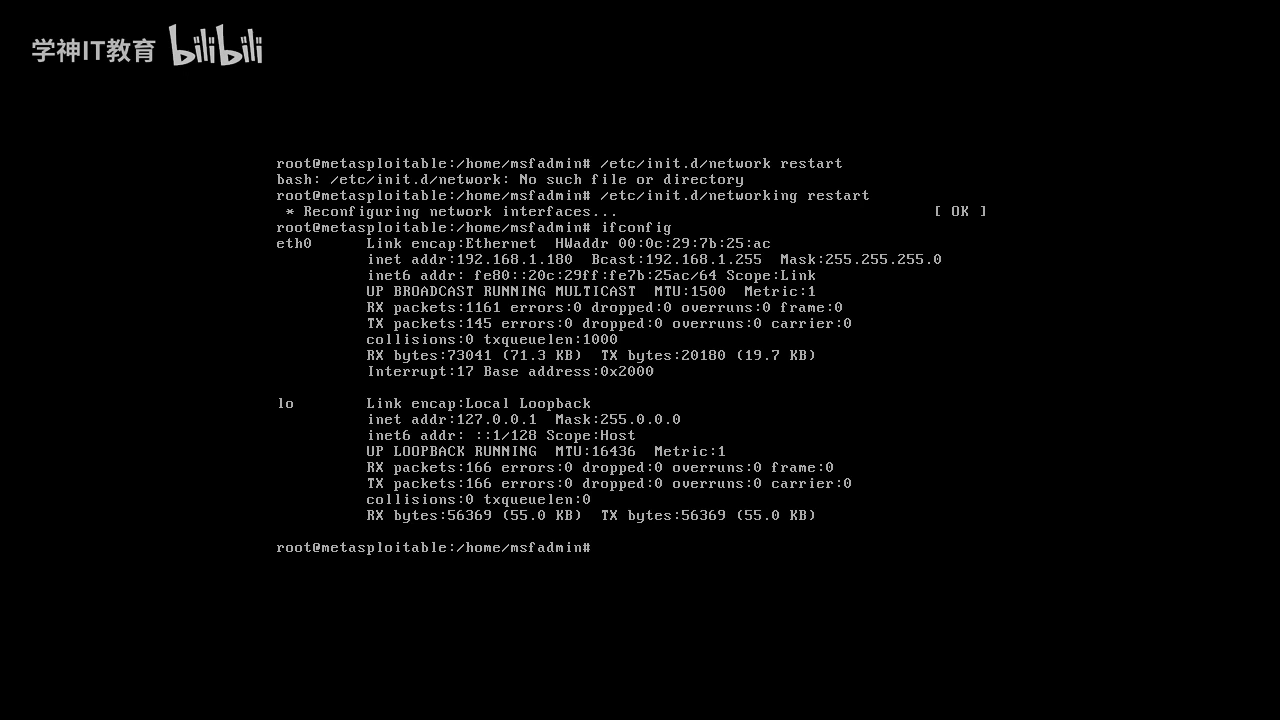 学神IT教育 bilibili
root@metasploitable:/home/msfadmin# /etc/init.d/network restart
bash: /etc/init.d/network: No such file or directory
root@metasploitable:/home/msfadmin# /etc/init.d/networking restart
 * Reconfiguring network interfaces...                                   [ OK ]
root@metasploitable:/home/msfadmin# ifconfig
eth0      Link encap:Ethernet  HWaddr 00:0c:29:7b:25:ac
          inet addr:192.168.1.180  Bcast:192.168.1.255  Mask:255.255.255.0
          inet6 addr: fe80::20c:29ff:fe7b:25ac/64 Scope:Link
          UP BROADCAST RUNNING MULTICAST  MTU:1500  Metric:1
          RX packets:1161 errors:0 dropped:0 overruns:0 frame:0
          TX packets:145 errors:0 dropped:0 overruns:0 carrier:0
          collisions:0 txqueuelen:1000
          RX bytes:73041 (71.3 KB)  TX bytes:20180 (19.7 KB)
          Interrupt:17 Base address:0x2000
lo        Link encap:Local Loopback
          inet addr:127.0.0.1  Mask:255.0.0.0
          inet6 addr: ::1/128 Scope:Host
          UP LOOPBACK RUNNING  MTU:16436  Metric:1
          RX packets:166 errors:0 dropped:0 overruns:0 frame:0
          TX packets:166 errors:0 dropped:0 overruns:0 carrier:0
          collisions:0 txqueuelen:0
          RX bytes:56369 (55.0 KB)  TX bytes:56369 (55.0 KB)
root@metasploitable:/home/msfadmin#